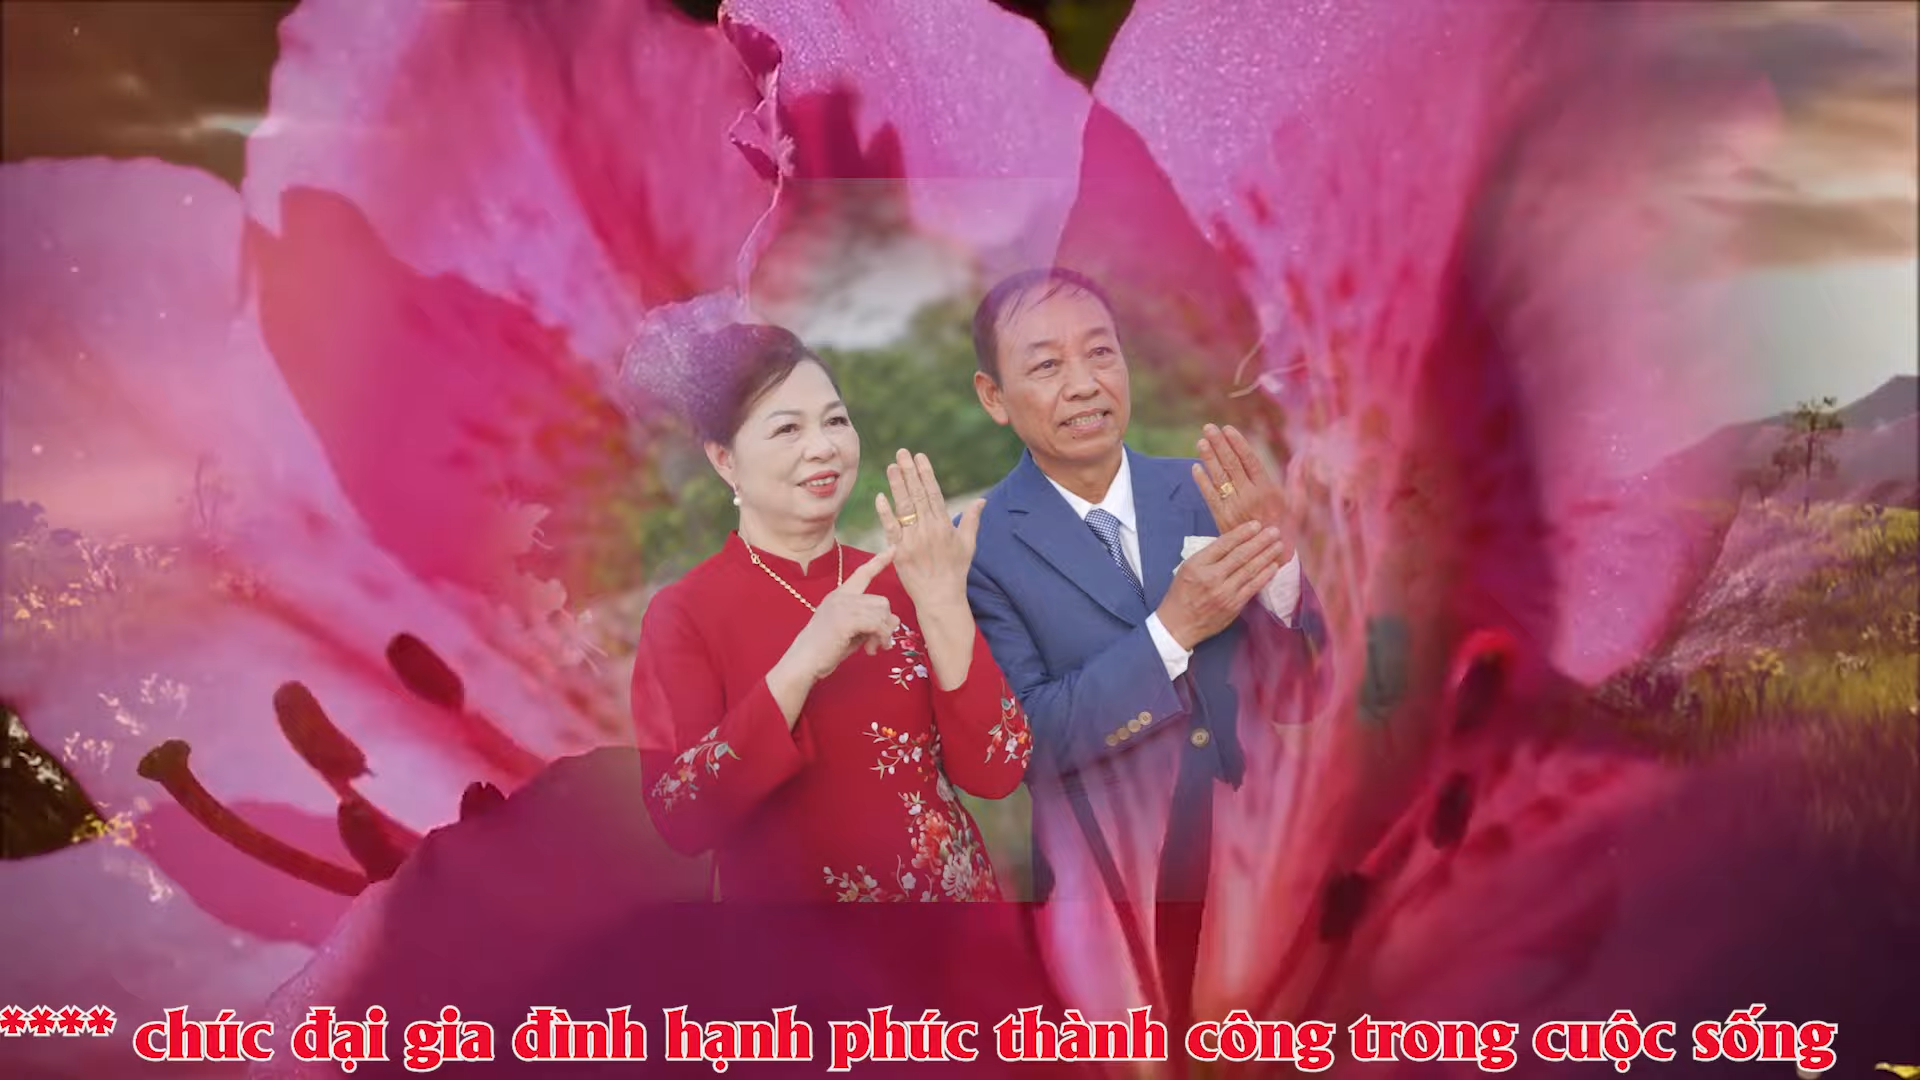 **** chúc đại gia đình hạnh phúc thành công trong cuộc sống